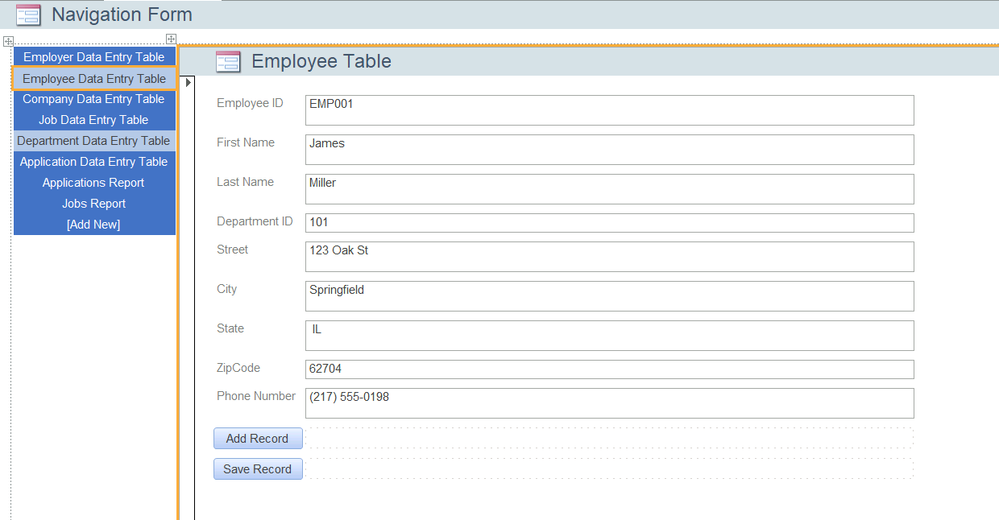 Navigation Form
Employer Data Entry Table
Employee Data Entry Table
Company Data Entry Table
Job Data Entry Table
Department Data Entry Table
Application Data Entry Table
Applications Report
Jobs Report
[Add New]
Employee Table
Employee ID EMP001
First Name James
Last Name Miller
Department ID 101
Street 123 Oak St
City Springfield
State IL
ZipCode 62704
Phone Number (217) 555-0198
Add Record
Save Record